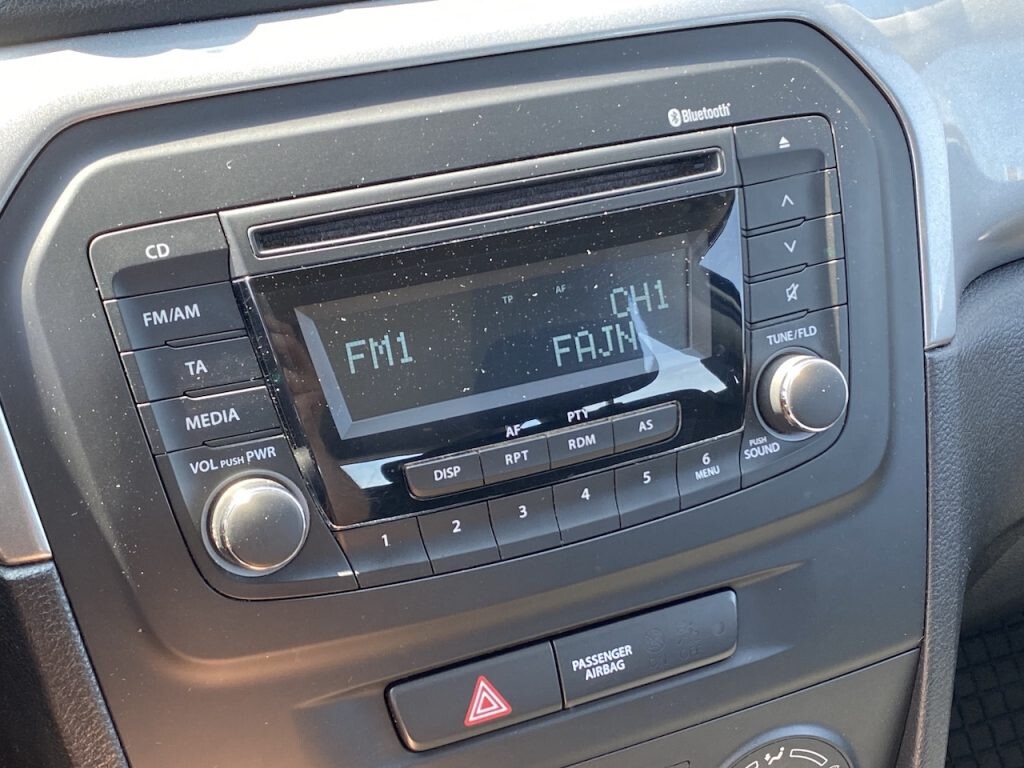 Bluetooth
CD
FM/AM
TA
MEDIA
VOL PUSH PWR
TP AF
CH1
FM1
FAJN
TUNE/FLD
PUSH
SOUND
AF
PTY
DISP
RPT
RDM
AS
1
2
3
4
5
6
MENU
PASSENGER
AIRBAG